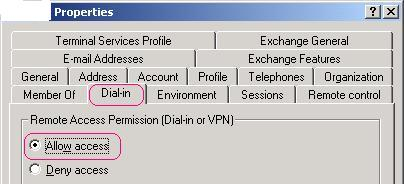 Properties
Terminal Services Profile Exchange General
E-mail Addresses Exchange Features
General Address Account Profile Telephones Organization
Member Of Dial-in Environment Sessions Remote control
Remote Access Permission (Dial-in or VPN)
Allow access
Deny access